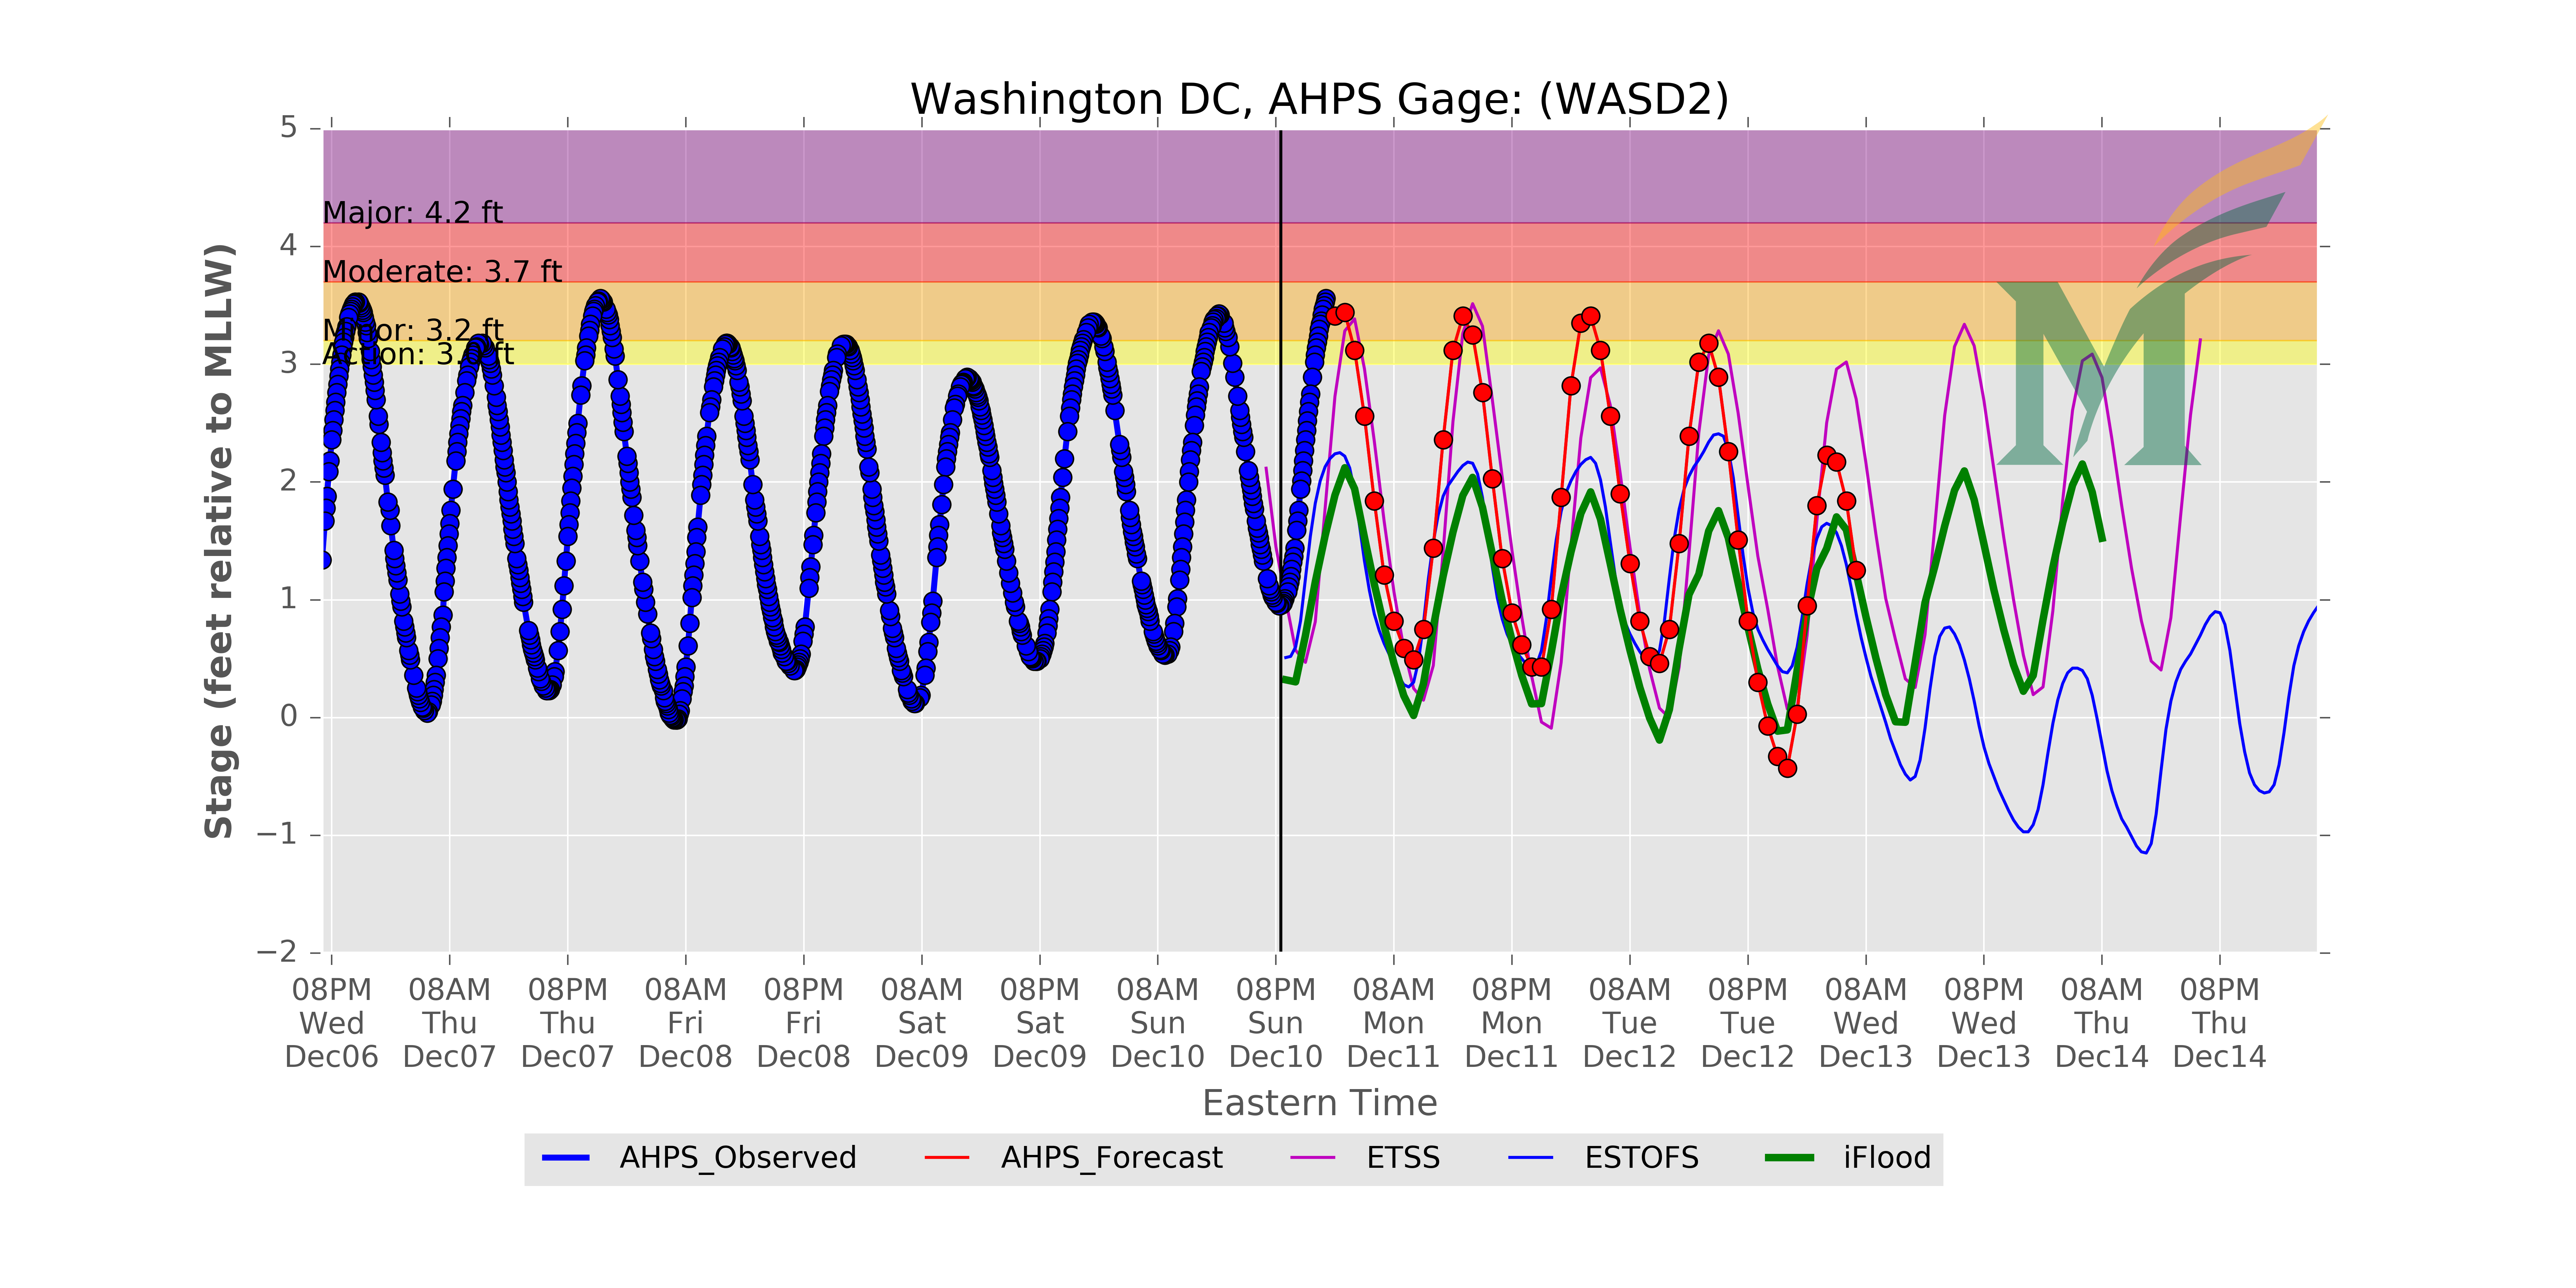 Washington DC, AHPS Gage: (WASD2)
Stage (feet relative to MLLW)
5
4
3
2
1
0
−1
−2
Major: 4.2 ft
Moderate: 3.7 ft
Minor: 3.2 ft
Action: 3.0 ft
08PM 08AM 08PM 08AM 08PM 08AM 08PM 08AM 08PM 08AM 08PM 08AM 08PM 08AM 08PM 08AM 08PM
Wed Thu Thu Fri Fri Sat Sat Sun Sun Mon Mon Tue Tue Wed Wed Thu Thu
Dec06 Dec07 Dec07 Dec08 Dec08 Dec09 Dec09 Dec10 Dec10 Dec11 Dec11 Dec12 Dec12 Dec13 Dec13 Dec14 Dec14
Eastern Time
AHPS_Observed AHPS_Forecast ETSS ESTOFS iFlood